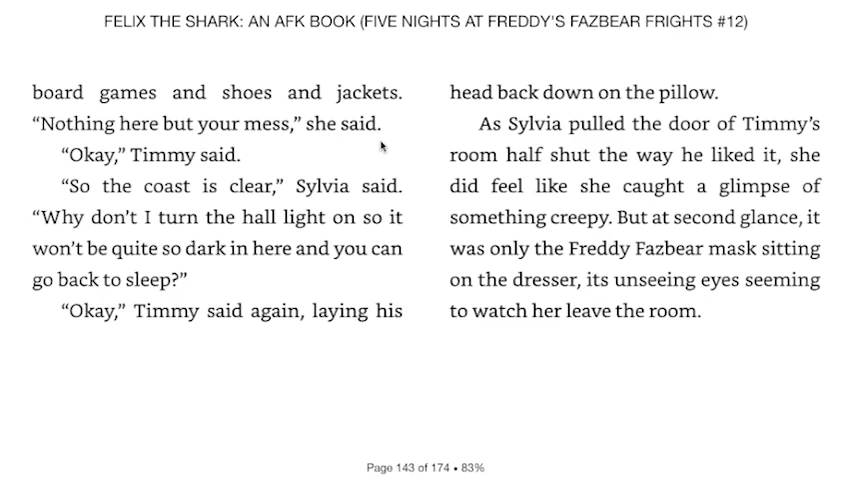 FELIX THE SHARK: AN AFK BOOK (FIVE NIGHTS AT FREDDY'S FAZBEAR FRIGHTS #12)
board games and shoes and jackets.
“Nothing here but your mess,” she said.
“Okay,” Timmy said.
“So the coast is clear,” Sylvia said.
“Why don’t I turn the hall light on so it
won’t be quite so dark in here and you can
go back to sleep?”
“Okay,” Timmy said again, laying his
head back down on the pillow.
As Sylvia pulled the door of Timmy’s
room half shut the way he liked it, she
did feel like she caught a glimpse of
something creepy. But at second glance, it
was only the Freddy Fazbear mask sitting
on the dresser, its unseeing eyes seeming
to watch her leave the room.
Page 143 of 174 • 83%